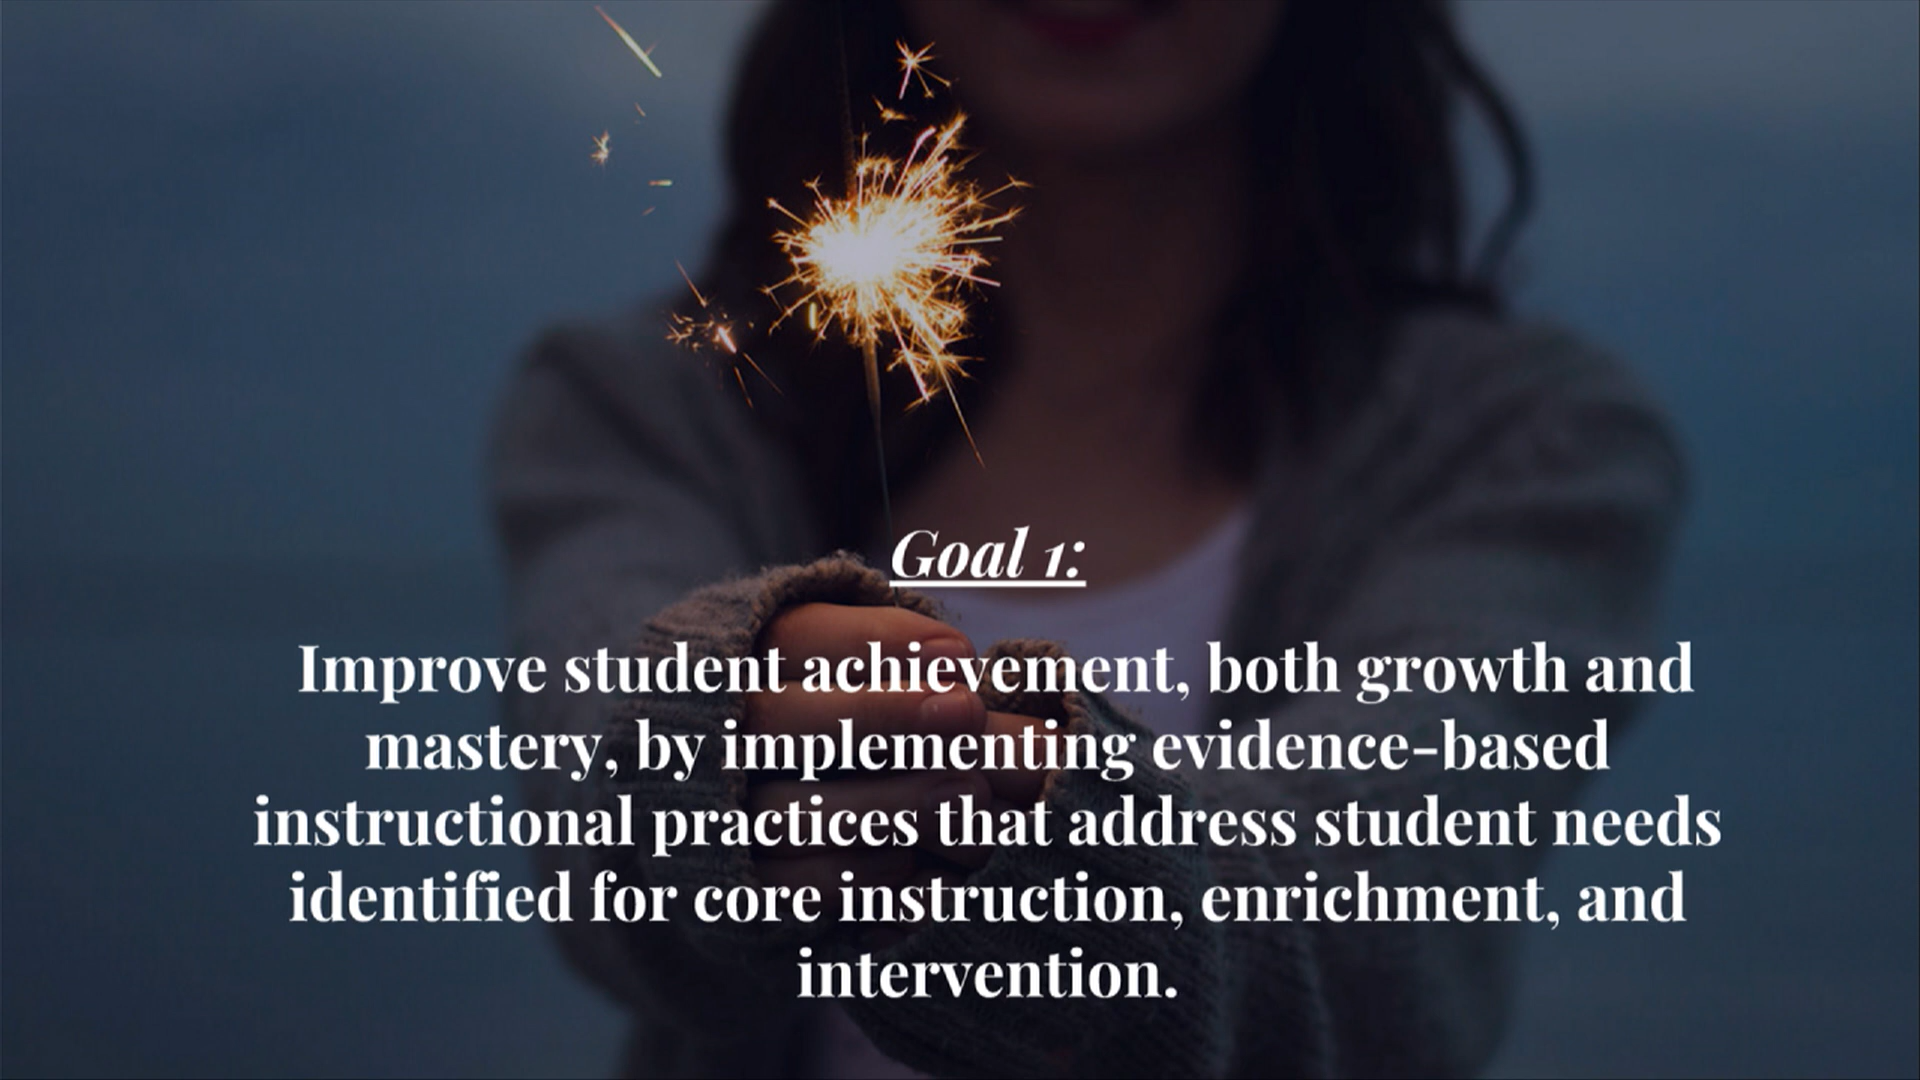 Goal 1:
Improve student achievement, both growth and
mastery, by implementing evidence-based
instructional practices that address student needs
identified for core instruction, enrichment, and
intervention.